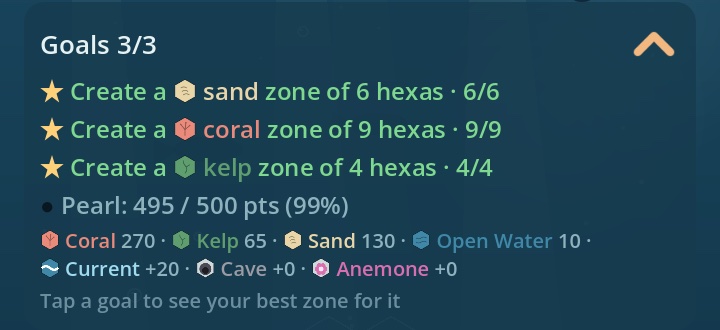 Goals 3/3
Create a sand zone of 6 hexas · 6/6
Create a coral zone of 9 hexas · 9/9
Create a kelp zone of 4 hexas · 4/4
Pearl: 495 / 500 pts (99%)
Coral 270 · Kelp 65 · Sand 130 · Open Water 10 ·
Current +20 · Cave +0 · Anemone +0
Tap a goal to see your best zone for it